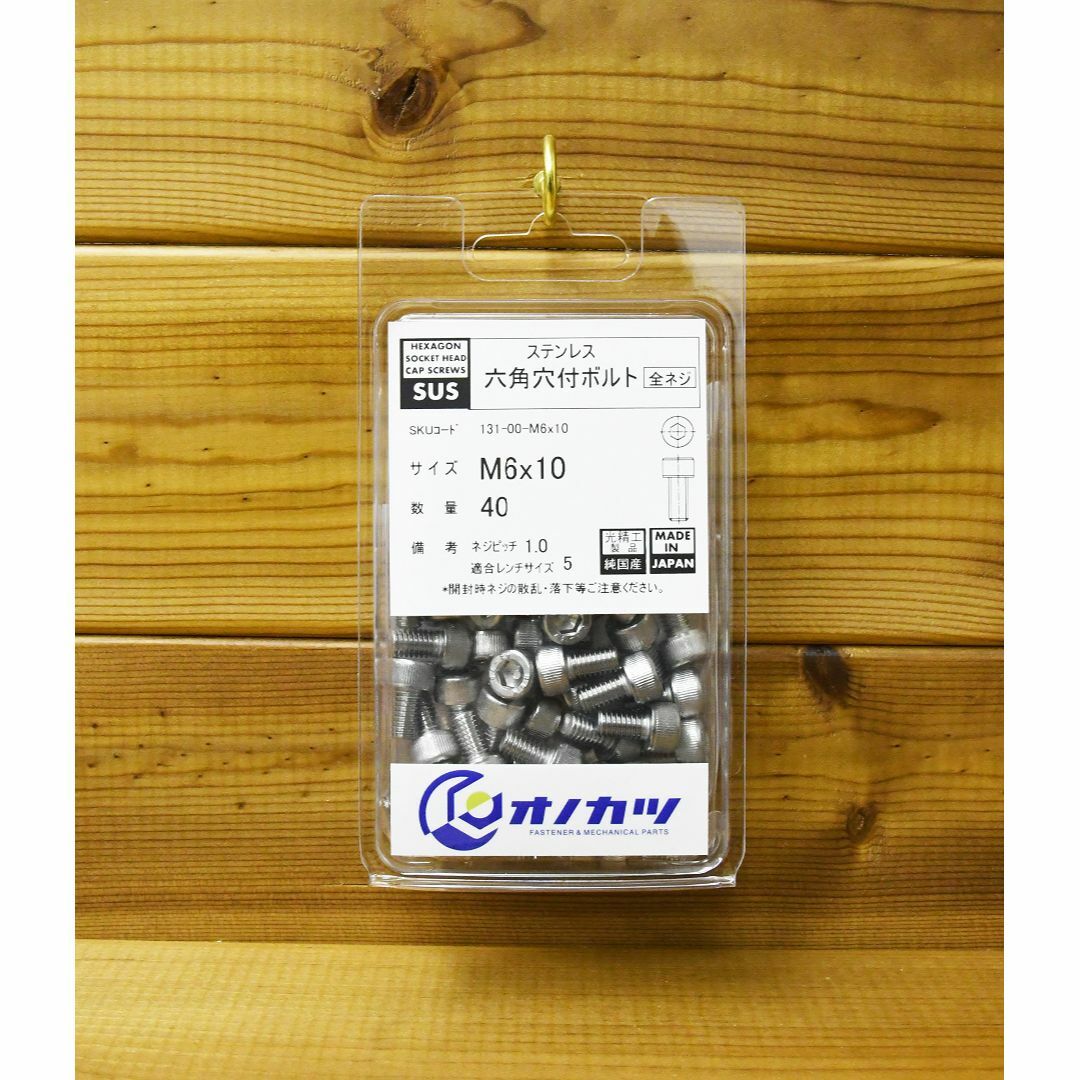 HEXAGON
SOCKET HEAD
CAP SCREWS
SUS
ステンレス
六角穴付ボルト 全ネジ
SKUコード 131-00-M6x10
サイズ M6x10
数量 40
備考 ネジピッチ 1.0
適合レンチサイズ 5
光精工
製品
純国産
MADE
IN
JAPAN
*開封時ネジの散乱・落下等ご注意ください。
オノカツ
FASTENER & MECHANICAL PARTS